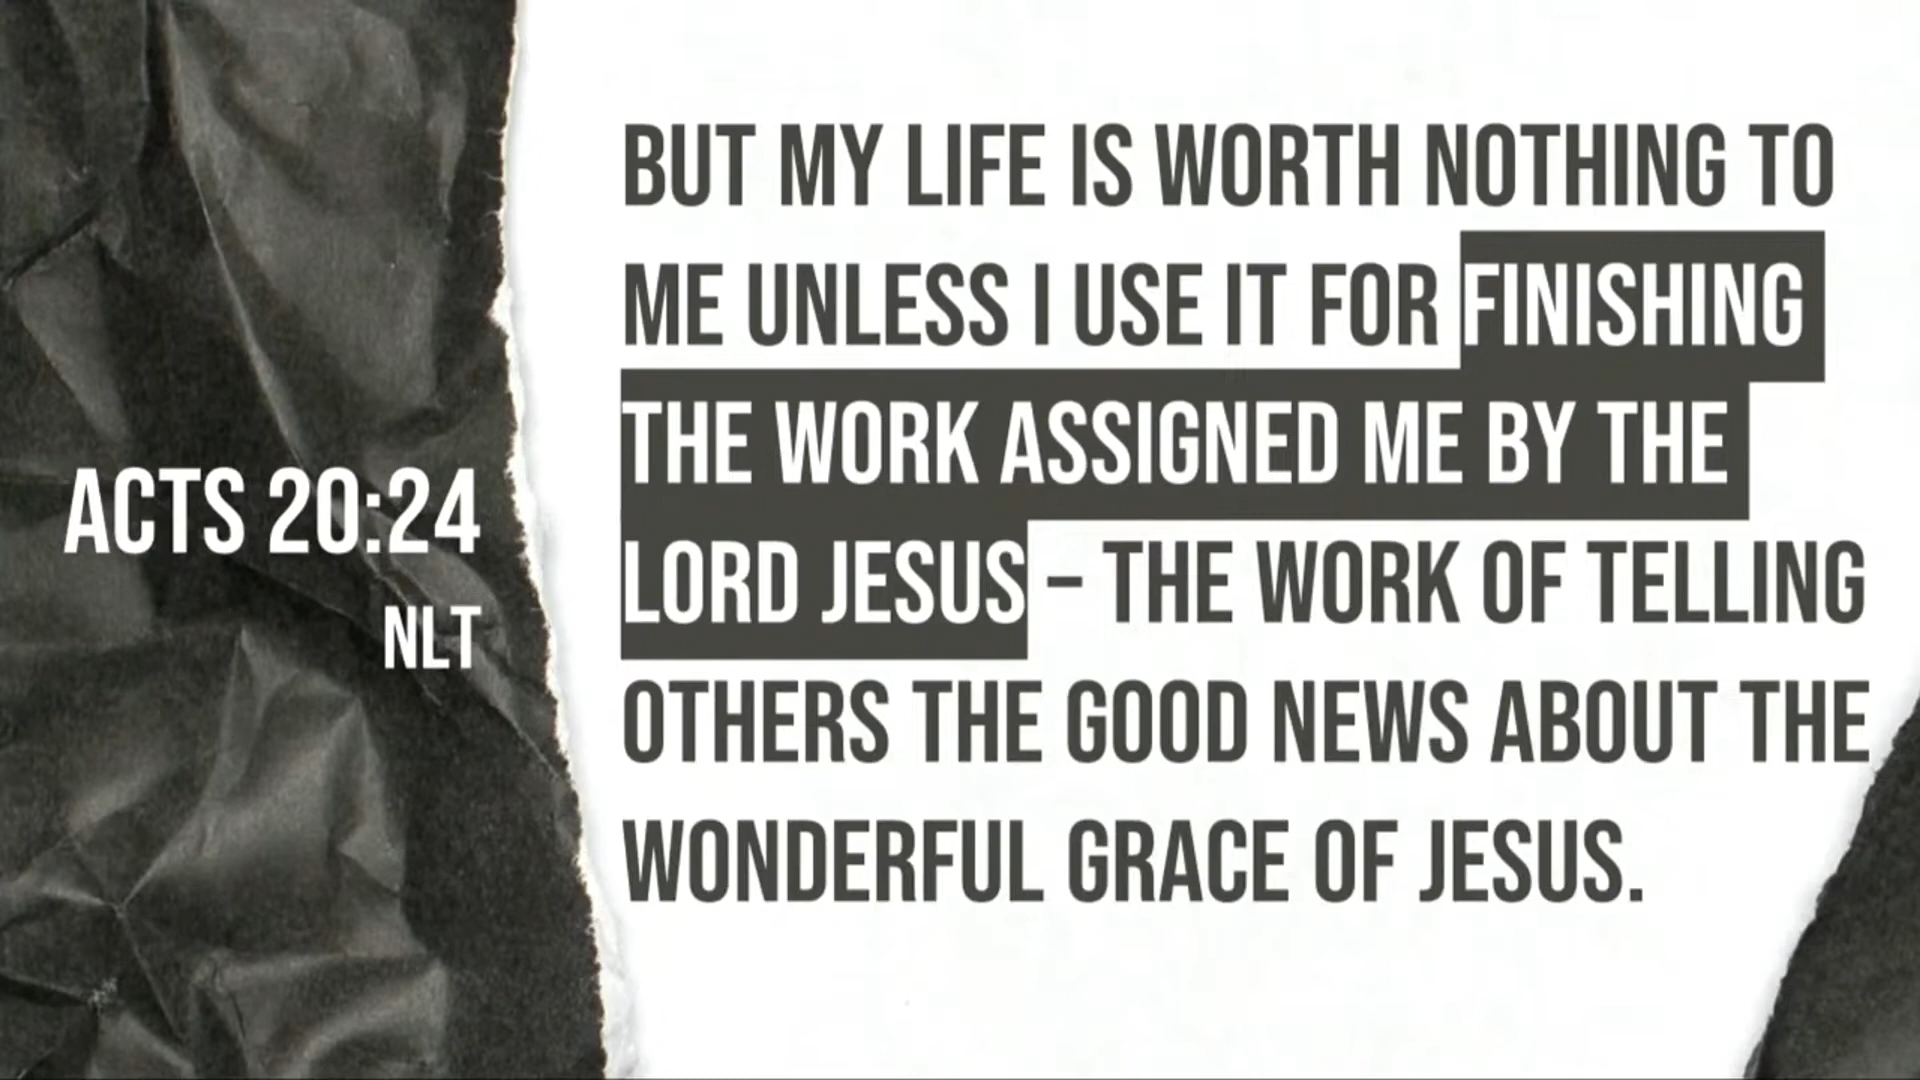 ACTS 20:24
NLT
BUT MY LIFE IS WORTH NOTHING TO
ME UNLESS I USE IT FOR FINISHING
THE WORK ASSIGNED ME BY THE
LORD JESUS – THE WORK OF TELLING
OTHERS THE GOOD NEWS ABOUT THE
WONDERFUL GRACE OF JESUS.